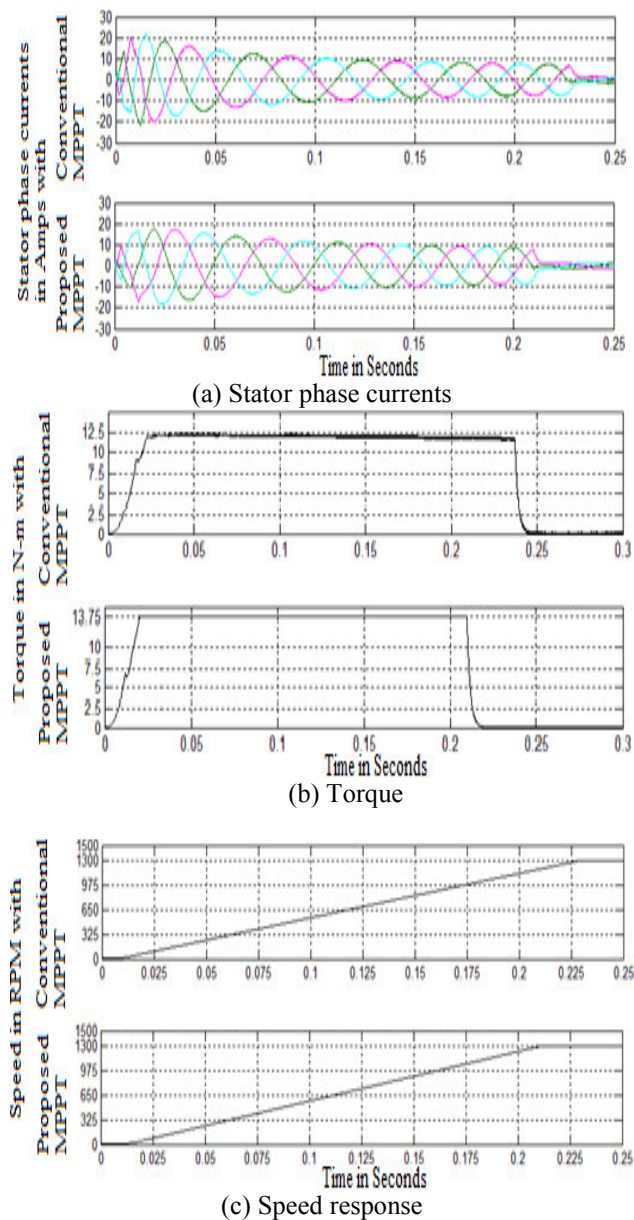 Stator phase currents
in Amps with
Conventional
MPPT
30
20
10
0
-10
-20
-30
0 0.05 0.1 0.15 0.2 0.25
Proposed
MPPT
30
20
10
0
-10
-20
-30
0 0.05 0.1 0.15 0.2 0.25
Time in Seconds
(a) Stator phase currents
Torque in N-m with
Conventional
MPPT
12.5
10
7.5
5
2.5
0
0 0.05 0.1 0.15 0.2 0.25 0.3
Proposed
MPPT
13.75
10
7.5
5
2.5
0
0 0.05 0.1 0.15 0.2 0.25 0.3
Time in Seconds
(b) Torque
Speed in RPM with
Conventional
MPPT
1500
1300
975
650
325
0
0 0.025 0.05 0.075 0.1 0.125 0.15 0.175 0.2 0.225 0.25
Proposed
MPPT
1500
1300
975
650
325
0
0 0.025 0.05 0.075 0.1 0.125 0.15 0.175 0.2 0.225 0.25
Time in Seconds
(c) Speed response